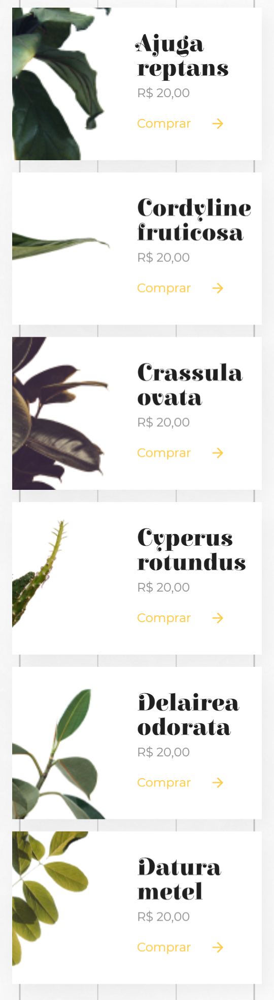 Ajuga
reptans
R$ 20,00
Comprar
Cordyline
fruticosa
R$ 20,00
Comprar
Crassula
ovata
R$ 20,00
Comprar
Cyperus
rotundus
R$ 20,00
Comprar
Delairea
odorata
R$ 20,00
Comprar
Datura
metel
R$ 20,00
Comprar